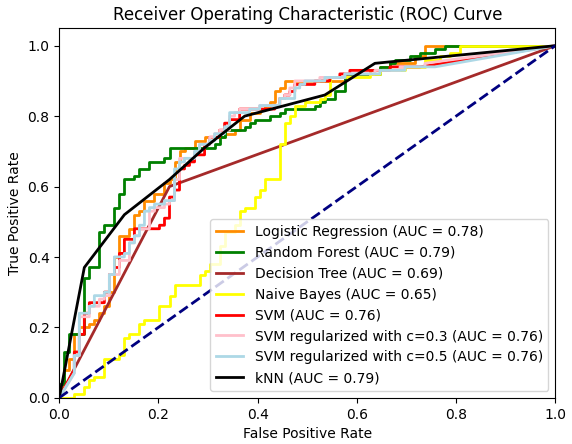 Receiver Operating Characteristic (ROC) Curve
True Positive Rate
1.0
0.8
0.6
0.4
0.2
0.0
Logistic Regression (AUC = 0.78)
Random Forest (AUC = 0.79)
Decision Tree (AUC = 0.69)
Naive Bayes (AUC = 0.65)
SVM (AUC = 0.76)
SVM regularized with c=0.3 (AUC = 0.76)
SVM regularized with c=0.5 (AUC = 0.76)
kNN (AUC = 0.79)
0.0 0.2 0.4 0.6 0.8 1.0
False Positive Rate